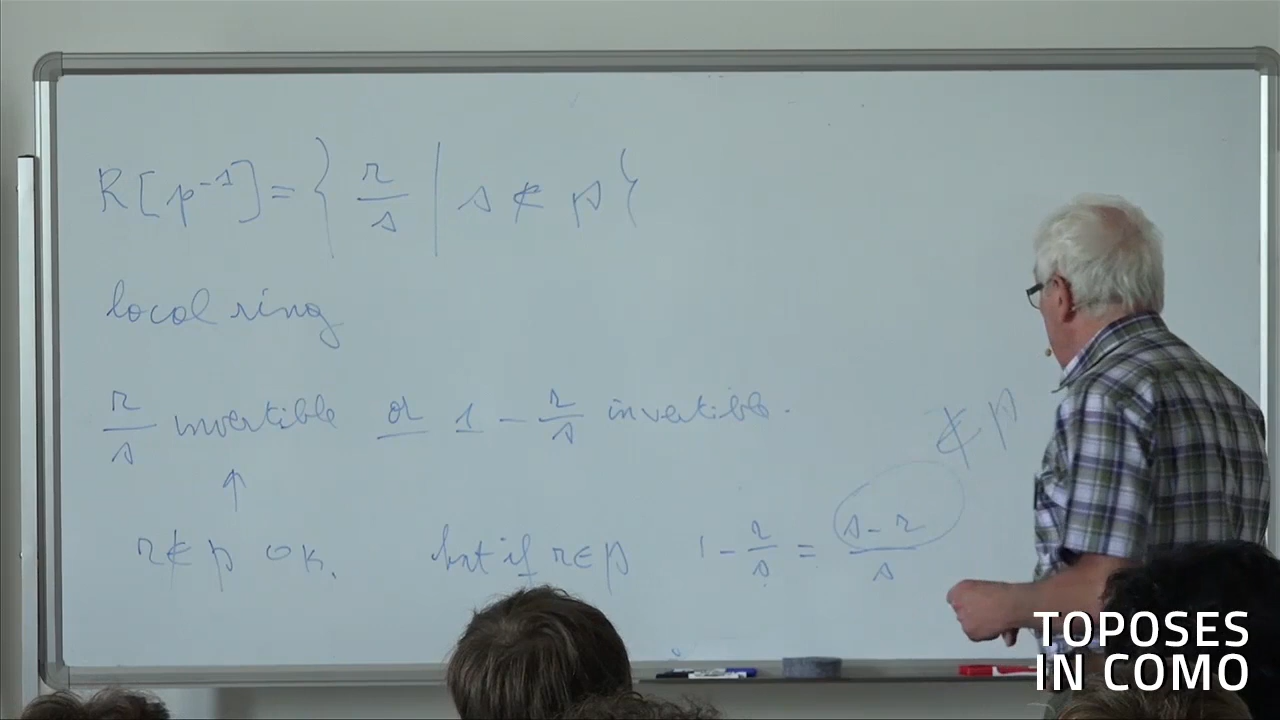 R[p⁻¹] = { r/s | s ∉ p }
local ring
r/s invertible or 1 - r/s invertible.
↑
∉ p
r ∉ p OK. but if r ∈ p 1 - r/s = s-r/s
TOPOSES
IN COMO